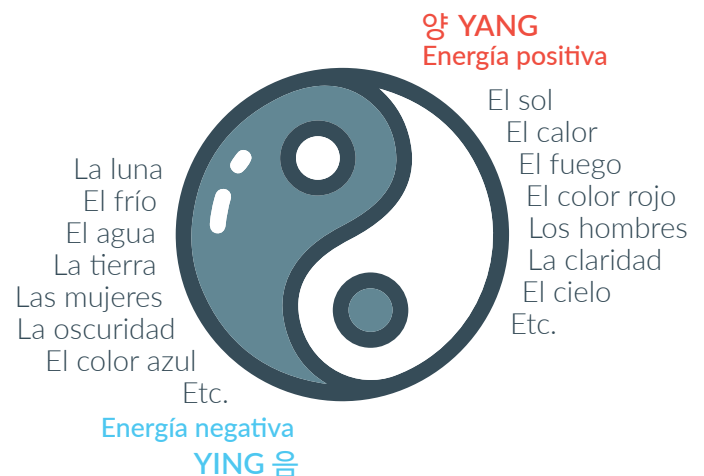 양 YANG
Energía positiva
El sol
El calor
El fuego
El color rojo
Los hombres
La claridad
El cielo
Etc.
La luna
El frío
El agua
La tierra
Las mujeres
La oscuridad
El color azul
Etc.
Energía negativa
YING 음